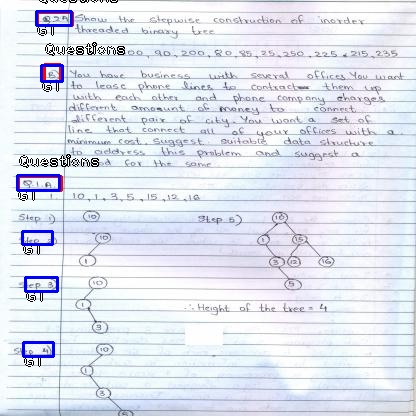 Q.2.A Show the stepwise construction of inorder
threaded binary tree
Questions
100, 90, 200, 80, 85, 25, 250, 225, 215, 235
B) You have business with several offices You want
to lease phone lines to contract them up
with each other and phone company charges
different amount of money to connect
different pair of city. You want a set of
line that connect all of your offices with a
minimum cost. suggest suitable data structure
to address this problem and suggest a
for the same.
Questions
Q.1.A
10, 1, 3, 5, 15, 12, 16
Step 1) 10
Step 5) 10
1 15
3 12 16
5
Step 2) 10
1
Step 3) 10
1
3
∴ Height of the tree = 4
Step 4) 10
1
3
5